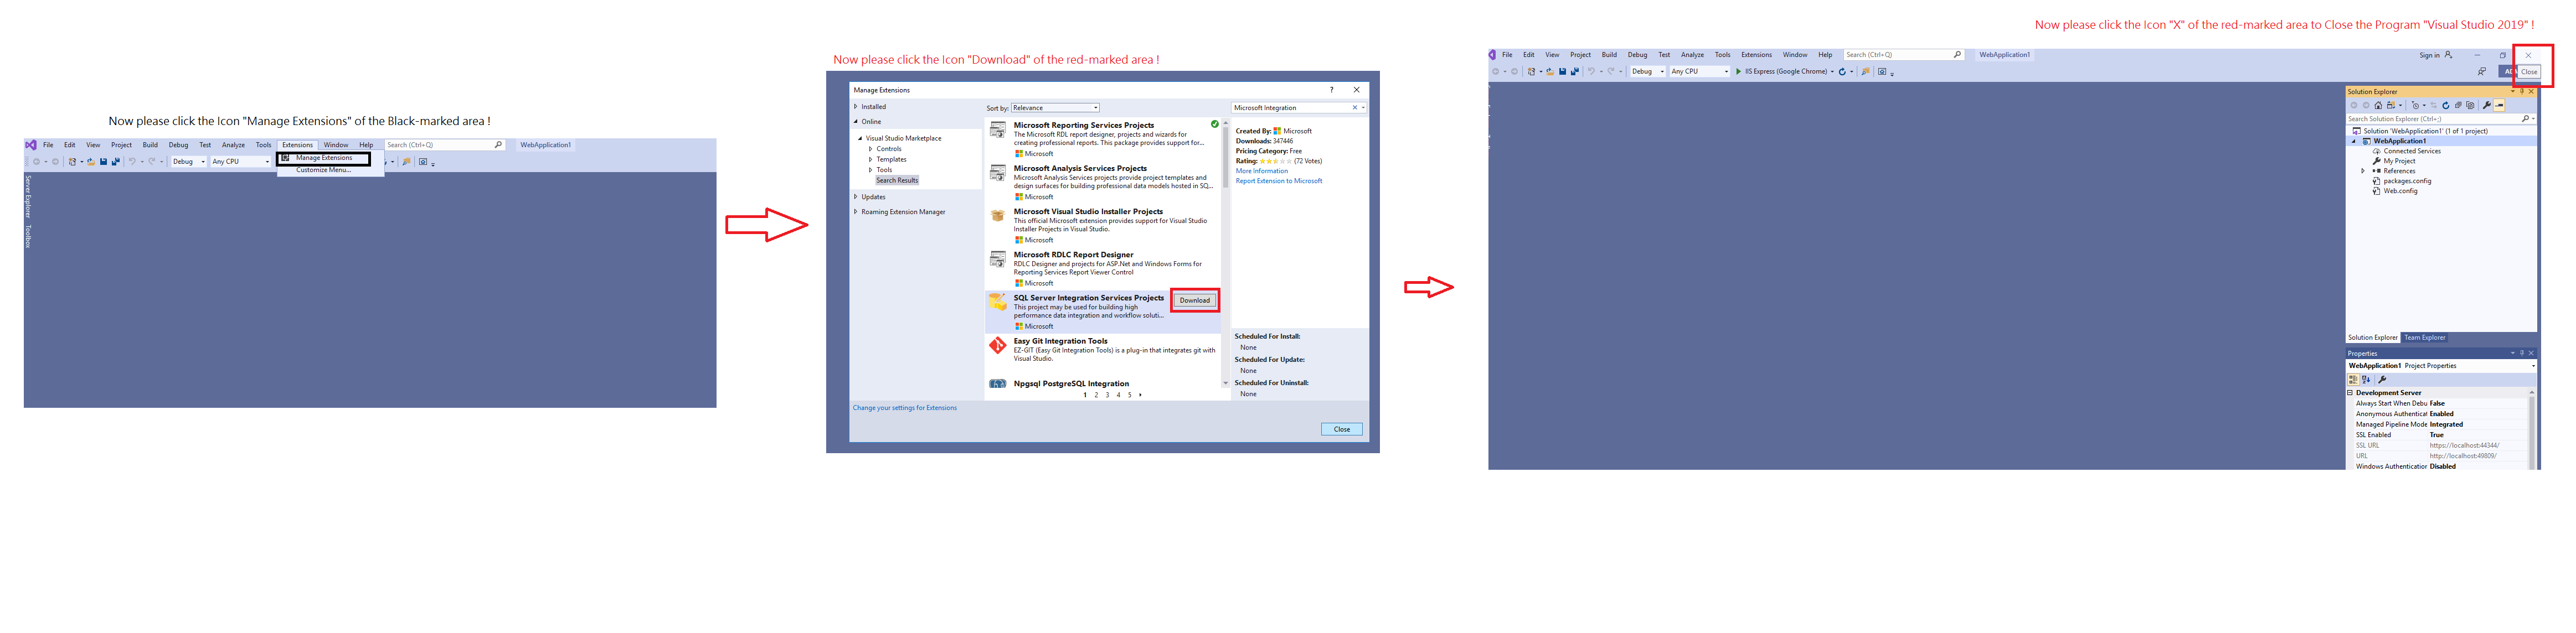 Now please click the Icon "Manage Extensions" of the Black-marked area !
File Edit View Project Build Debug Test Analyze Tools Extensions Window Help Search (Ctrl+Q) WebApplication1
Debug Any CPU
Manage Extensions
Customize Menu...
Server Explorer
Toolbox
Now please click the Icon "Download" of the red-marked area !
Manage Extensions
Installed
Online
Visual Studio Marketplace
Controls
Templates
Tools
Search Results
Updates
Roaming Extension Manager
Change your settings for Extensions
Sort by: Relevance
Microsoft Reporting Services Projects
The Microsoft RDL report designer, projects and wizards for
creating professional reports. This package provides support for...
Microsoft
Microsoft Analysis Services Projects
Microsoft Analysis Services projects provide project templates and
design surfaces for building professional data models hosted in SQ...
Microsoft
Microsoft Visual Studio Installer Projects
This official Microsoft extension provides support for Visual Studio
Installer Projects in Visual Studio.
Microsoft
Microsoft RDLC Report Designer
RDLC Designer and projects for ASP.Net and Windows Forms for
Reporting Services Report Viewer Control
Microsoft
SQL Server Integration Services Projects
Download
This project may be used for building high
performance data integration and workflow soluti...
Microsoft
Easy Git Integration Tools
EZ-GIT (Easy Git Integration Tools) is a plug-in that integrates git with
Visual Studio.
Npgsql PostgreSQL Integration
1 2 3 4 5
Microsoft Integration
Created By: Microsoft
Downloads: 347446
Pricing Category: Free
Rating: (72 Votes)
More Information
Report Extension to Microsoft
Scheduled For Install:
None
Scheduled For Update:
None
Scheduled For Uninstall:
None
Close
Now please click the Icon "X" of the red-marked area to Close the Program "Visual Studio 2019" !
File Edit View Project Build Debug Test Analyze Tools Extensions Window Help Search (Ctrl+Q) WebApplication1 Sign in
Debug Any CPU IIS Express (Google Chrome)
Close
Solution Explorer
Search Solution Explorer (Ctrl+;)
Solution 'WebApplication1' (1 of 1 project)
WebApplication1
Connected Services
My Project
References
packages.config
Web.config
Solution Explorer Team Explorer
Properties
WebApplication1 Project Properties
Development Server
Always Start When Debu False
Anonymous Authenticat Enabled
Managed Pipeline Mode Integrated
SSL Enabled True
SSL URL https://localhost:44344/
URL http://localhost:49809/
Windows Authentication Disabled